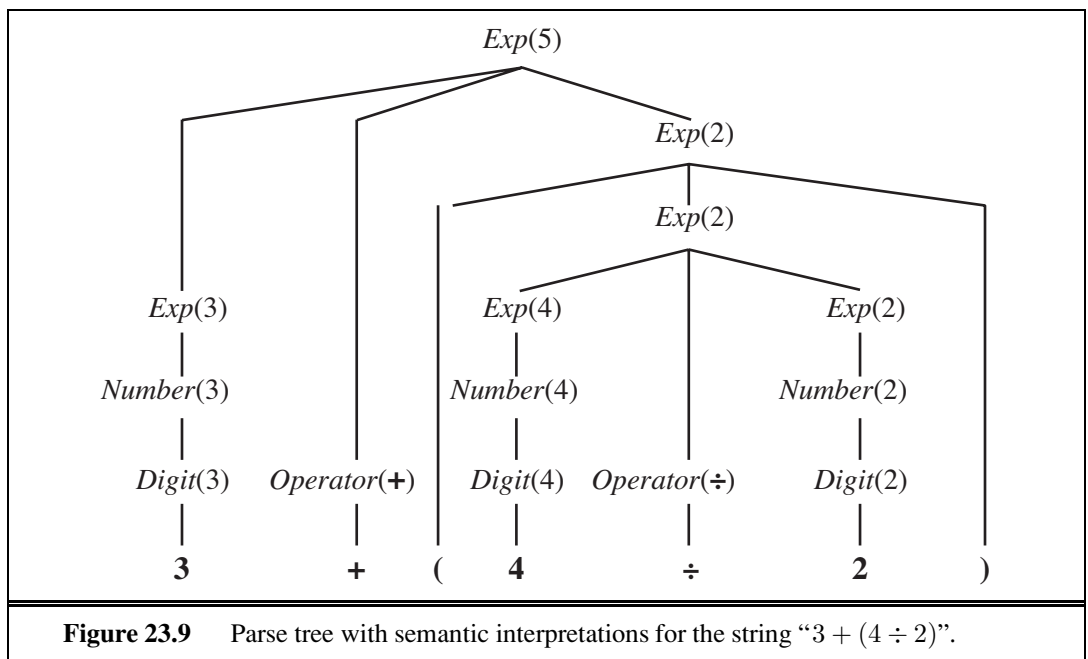 Exp(5)
Exp(2)
Exp(2)
Exp(3) Exp(4) Exp(2)
Number(3) Number(4) Number(2)
Digit(3) Operator(+) Digit(4) Operator(÷) Digit(2)
3 + ( 4 ÷ 2 )
Figure 23.9 Parse tree with semantic interpretations for the string “3 + (4 ÷ 2)”.